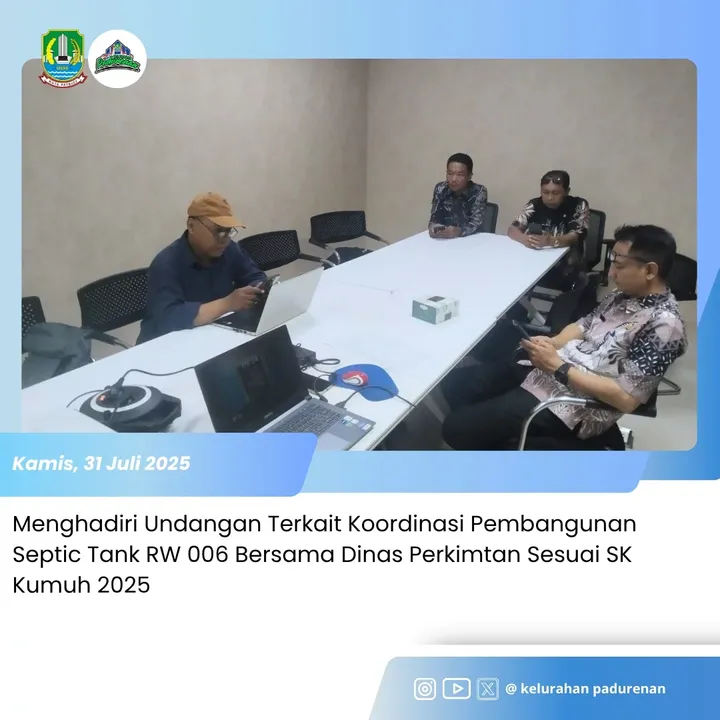 Kamis, 31 Juli 2025
Menghadiri Undangan Terkait Koordinasi Pembangunan
Septic Tank RW 006 Bersama Dinas Perkimtan Sesuai SK
Kumuh 2025
@ kelurahan padurenan